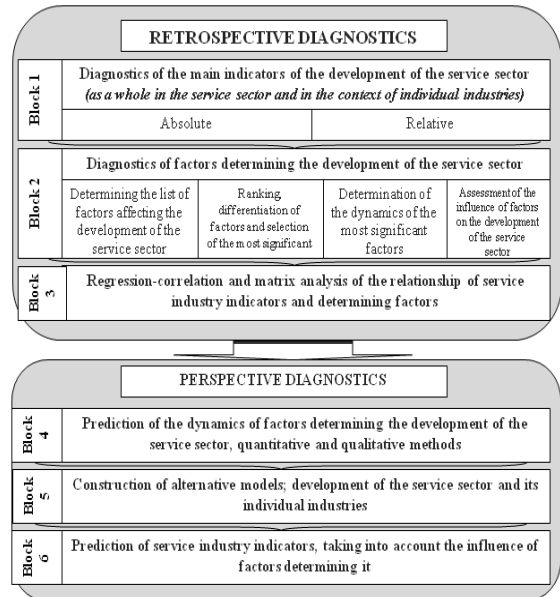 RETROSPECTIVE DIAGNOSTICS
Block 1
Diagnostics of the main indicators of the development of the service sector
(as a whole in the service sector and in the context of individual industries)
Absolute
Relative
Block 2
Diagnostics of factors determining the development of the service sector
Determining the list of
factors affecting the
development of the
service sector
Ranking,
differentiation of
factors and selection
of the most significant
Determination of
the dynamics of the
most significant
factors
Assessment of the
influence of factors
on the development
of the service
sector
Block
3
Regression-correlation and matrix analysis of the relationship of service
industry indicators and determining factors
PERSPECTIVE DIAGNOSTICS
Block
4
Prediction of the dynamics of factors determining the development of the
service sector, quantitative and qualitative methods
Block
5
Construction of alternative models; development of the service sector and its
individual industries
Block
6
Prediction of service industry indicators, taking into account the influence of
factors determining it